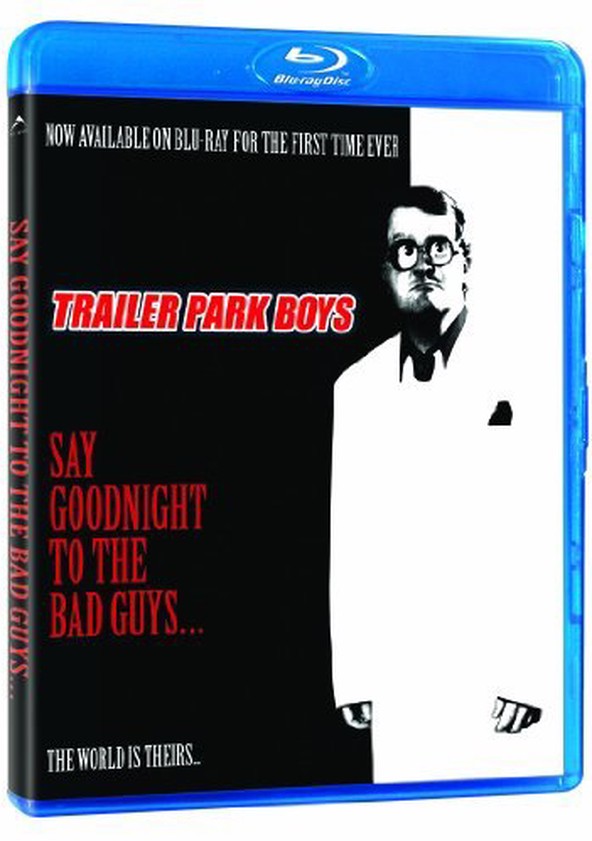 Blu-ray Disc
NOW AVAILABLE ON BLU-RAY FOR THE FIRST TIME EVER
TRAILER PARK BOYS
SAY
GOODNIGHT
TO THE
BAD GUYS...
THE WORLD IS THEIRS...
SAY GOODNIGHT TO THE BAD GUYS...